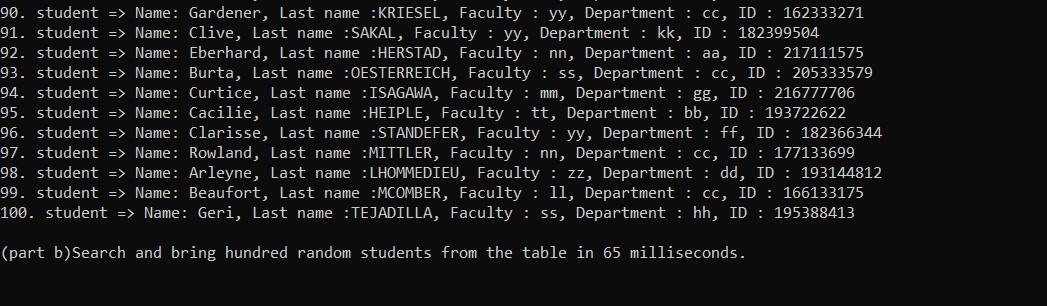 90. student => Name: Gardener, Last name :KRIESEL, Faculty : yy, Department : cc, ID : 162333271
91. student => Name: Clive, Last name :SAKAL, Faculty : yy, Department : kk, ID : 182399504
92. student => Name: Eberhard, Last name :HERSTAD, Faculty : nn, Department : aa, ID : 217111575
93. student => Name: Burta, Last name :OESTERREICH, Faculty : ss, Department : cc, ID : 205333579
94. student => Name: Curtice, Last name :ISAGAWA, Faculty : mm, Department : gg, ID : 216777706
95. student => Name: Cacilie, Last name :HEIPLE, Faculty : tt, Department : bb, ID : 193722622
96. student => Name: Clarisse, Last name :STANDEFER, Faculty : yy, Department : ff, ID : 182366344
97. student => Name: Rowland, Last name :MITTLER, Faculty : nn, Department : cc, ID : 177133699
98. student => Name: Arleyne, Last name :LHOMMEDIEU, Faculty : zz, Department : dd, ID : 193144812
99. student => Name: Beaufort, Last name :MCOMBER, Faculty : ll, Department : cc, ID : 166133175
100. student => Name: Geri, Last name :TEJADILLA, Faculty : ss, Department : hh, ID : 195388413
(part b)Search and bring hundred random students from the table in 65 milliseconds.